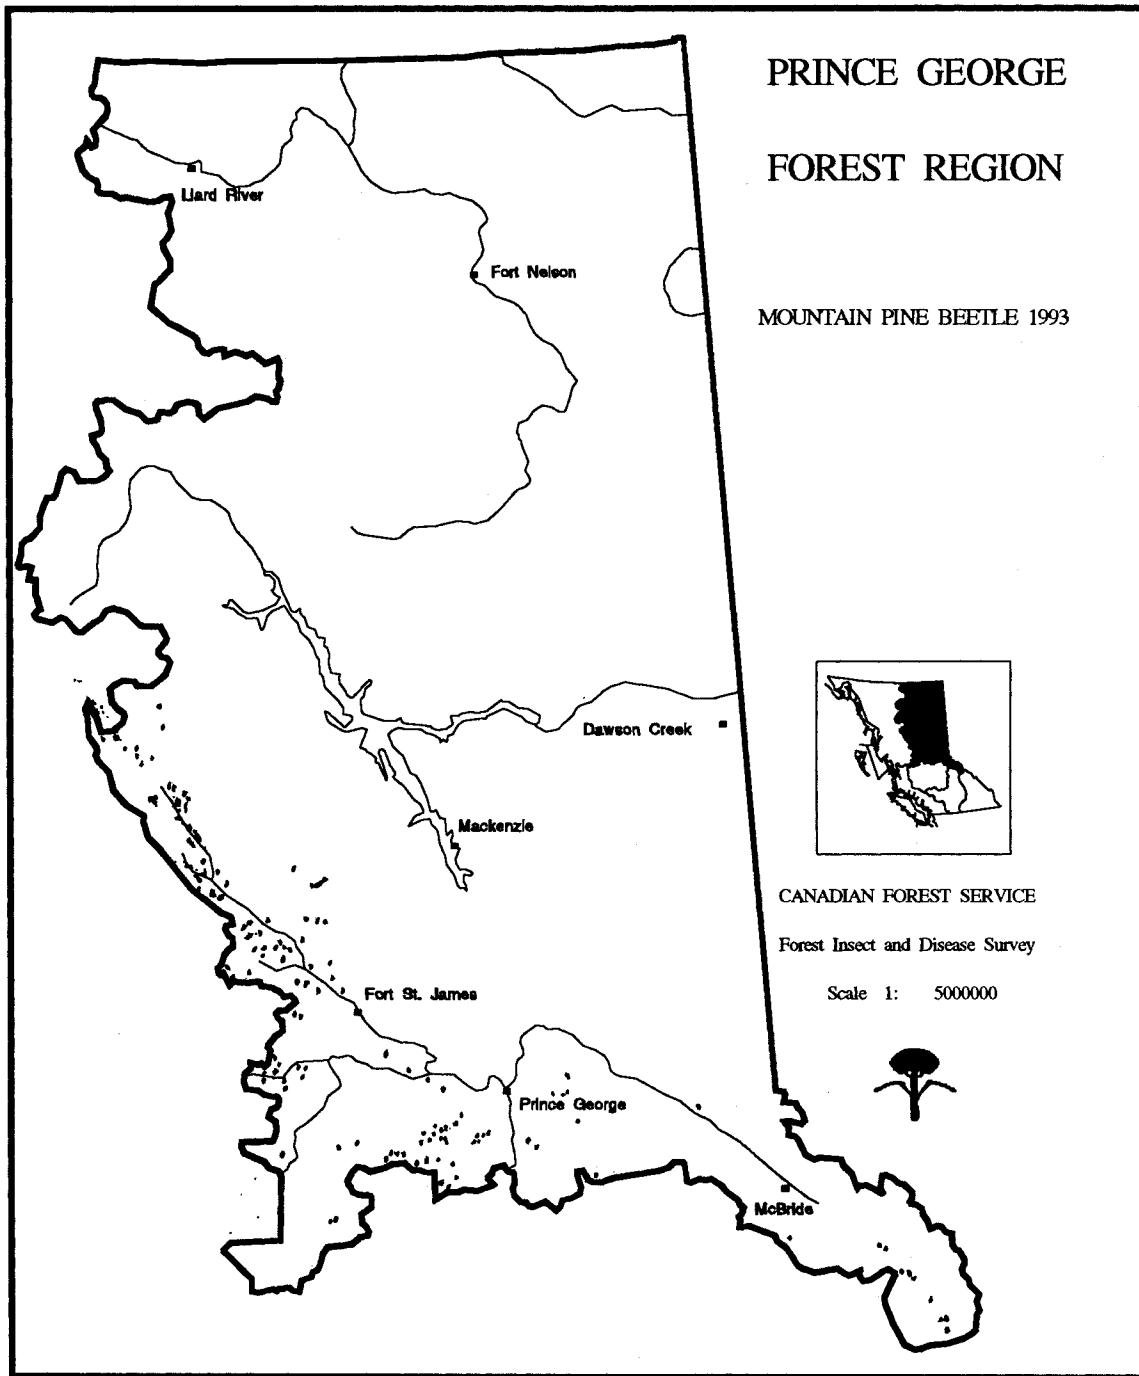 PRINCE GEORGE
FOREST REGION
MOUNTAIN PINE BEETLE 1993
Liard River
Fort Nelson
Dawson Creek
Mackenzie
CANADIAN FOREST SERVICE
Forest Insect and Disease Survey
Scale 1: 5000000
Fort St. James
Prince George
McBride